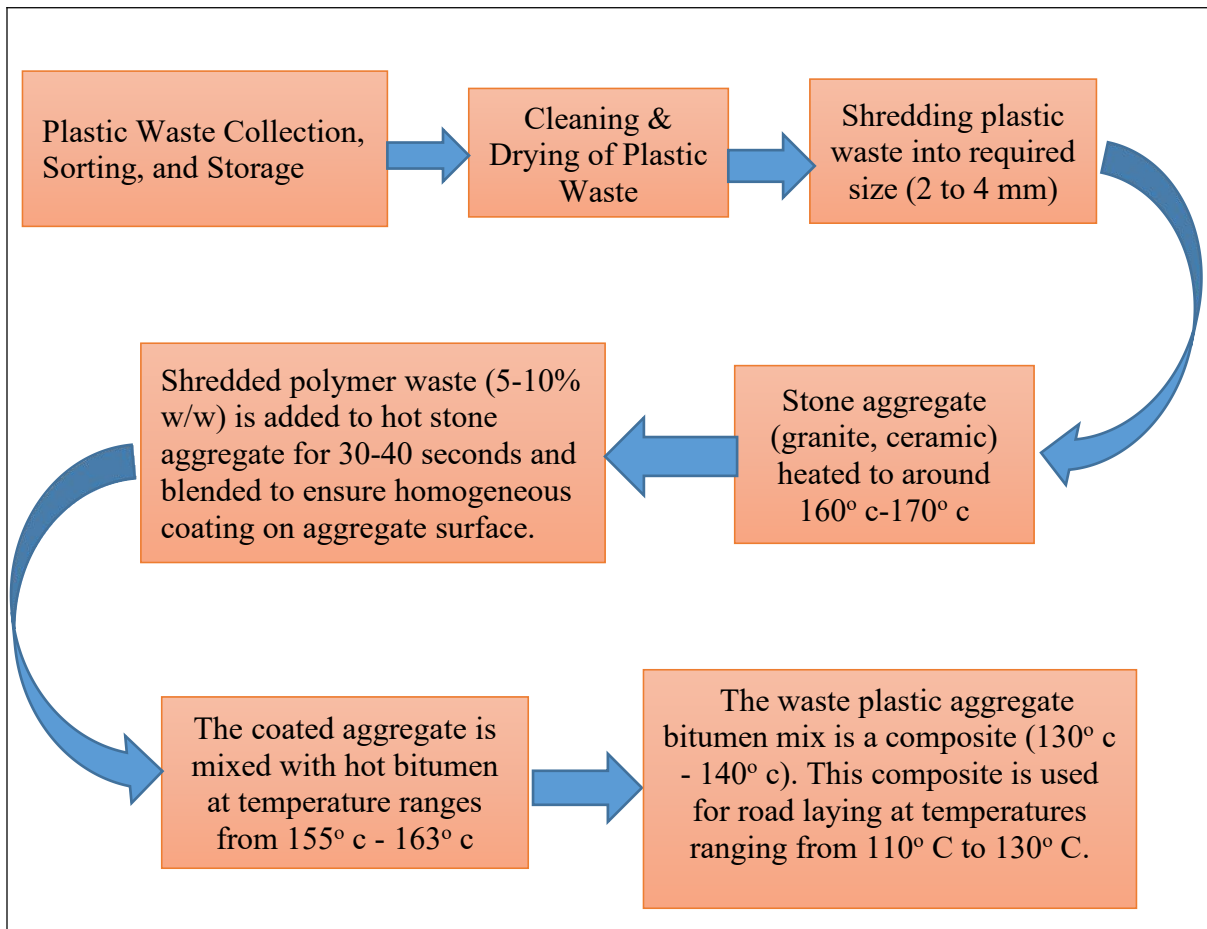 Plastic Waste Collection,
Sorting, and Storage
Cleaning &
Drying of Plastic
Waste
Shredding plastic
waste into required
size (2 to 4 mm)
Stone aggregate
(granite, ceramic)
heated to around
160º c-170º c
Shredded polymer waste (5-10%
w/w) is added to hot stone
aggregate for 30-40 seconds and
blended to ensure homogeneous
coating on aggregate surface.
The coated aggregate is
mixed with hot bitumen
at temperature ranges
from 155º c - 163º c
The waste plastic aggregate
bitumen mix is a composite (130º c
- 140º c). This composite is used
for road laying at temperatures
ranging from 110º C to 130º C.